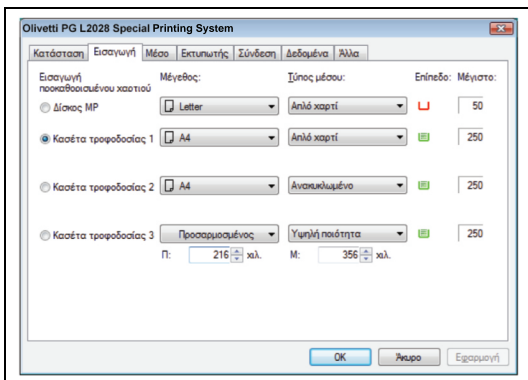 Olivetti PG L2028 Special Printing System
Κατάσταση Εισαγωγή Μέσο Εκτυπωτής Σύνδεση Δεδομένα Άλλα
Εισαγωγή προκαθορισμένου χαρτιού Μέγεθος: Τύπος μέσου: Επίπεδο: Μέγιστο:
Δίσκος MP Letter Απλό χαρτί 50
Κασέτα τροφοδοσίας 1 A4 Απλό χαρτί 250
Κασέτα τροφοδοσίας 2 A4 Ανακυκλωμένο 250
Κασέτα τροφοδοσίας 3 Προσαρμοσμένος Υψηλή ποιότητα 250
Π: 216 χιλ. Μ: 356 χιλ.
OK Άκυρο Εφαρμογή